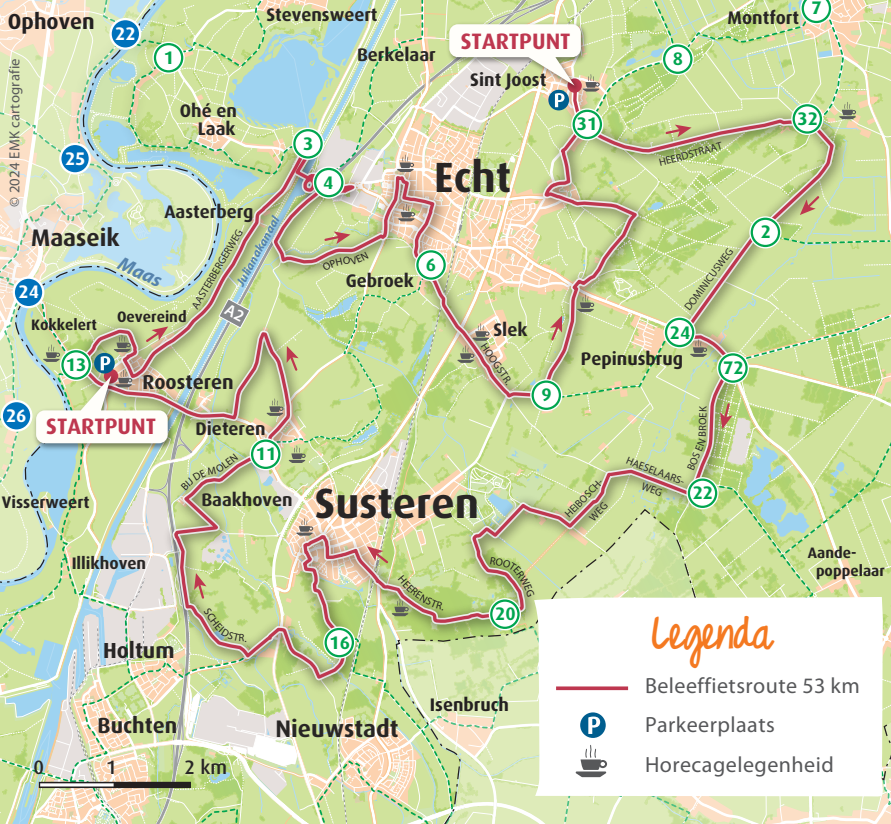 Ophoven
22
Stevensweert
Montfort
7
1
Berkelaar
STARTPUNT
8
Sint Joost
P
Ohé en
Laak
31
32
3
HEERDSTRAAT
© 2024 EMK cartografie
25
4
Echt
Aasterberg
2
Maaseik
Maas
AASTERBERGERWEG
Julianakanaal
OPHOVEN
6
DOMINICUSWEG
24
Gebroek
Kokkelert
Oevereind
A2
Slek
24
Pepinusbrug
13
P
Roosteren
HOOGSTR.
72
9
26
STARTPUNT
Dieteren
BOS EN BROEK
11
BIJ DE MOLEN
HAESELAARS-
WEG
22
Visserweert
Baakhoven
Susteren
HEIBOSCH-
WEG
Illikhoven
ROOTERWEG
Aande-
poppelaar
HEERENSTR.
20
SCHEIDSTR.
16
Holtum
Legenda
Beleeffietsroute 53 km
Isenbruch
Buchten
Nieuwstadt
P
Parkeerplaats
Horecagelegenheid
0 1 2 km